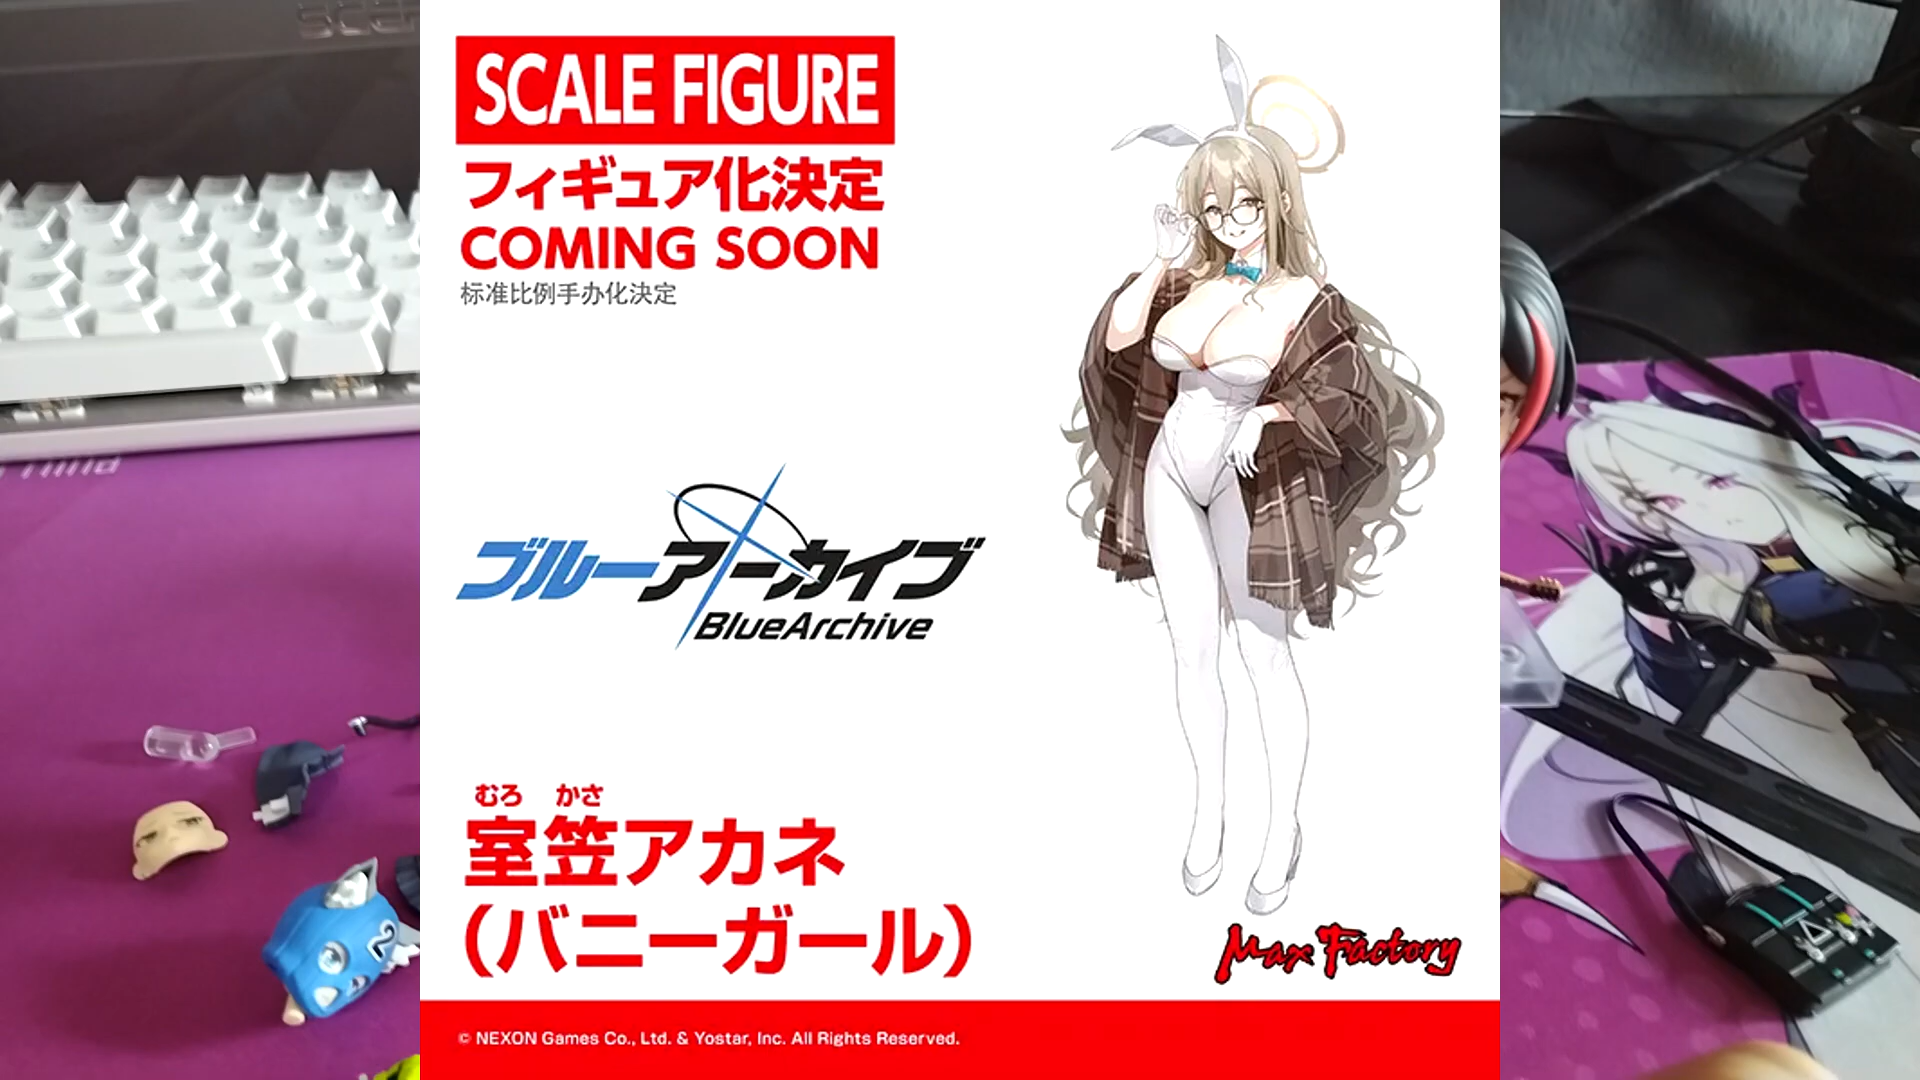 SCALE FIGURE
フィギュア化決定
COMING SOON
标准比例手办化決定
ブルーアーカイブ
BlueArchive
むろ かさ
室笠アカネ
（バニーガール）
Max Factory
© NEXON Games Co., Ltd. & Yostar, Inc. All Rights Reserved.
2